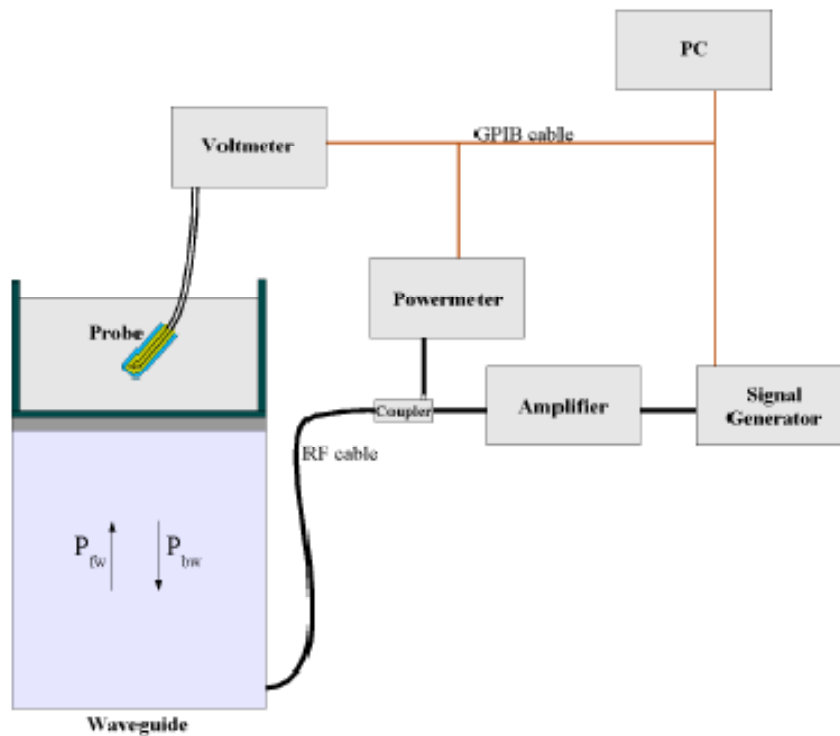 PC
Voltmeter
GPIB cable
Powermeter
Probe
Coupler
Amplifier
Signal
Generator
RF cable
P fw
P bw
Waveguide